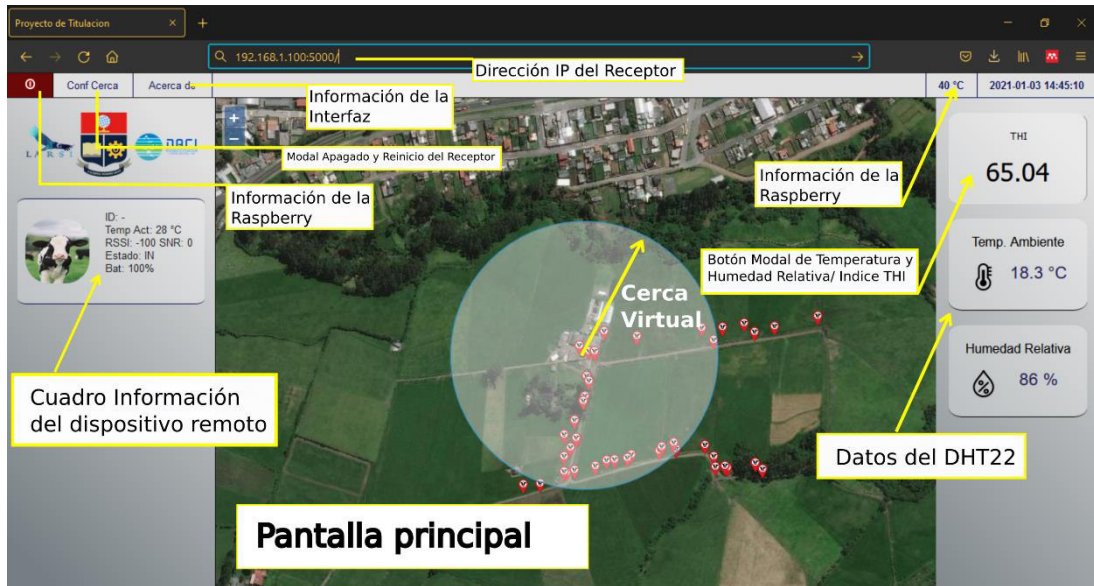 Proyecto de Titulacion
192.168.1.100:5000/
Dirección IP del Receptor
Conf Cerca
Acerca de
40 °C
2021-01-03 14:45:10
Información de la
Interfaz
+
−
LARSI
Modal Apagado y Reinicio del Receptor
Información de la
Raspberry
Información de la
Raspberry
THI
65.04
ID: -
Temp Act: 28 °C
RSSI: -100 SNR: 0
Estado: IN
Bat: 100%
Temp. Ambiente
18.3 °C
Botón Modal de Temperatura y
Humedad Relativa/ Indice THI
Cerca
Virtual
Humedad Relativa
86 %
Cuadro Información
del dispositivo remoto
Datos del DHT22
Pantalla principal